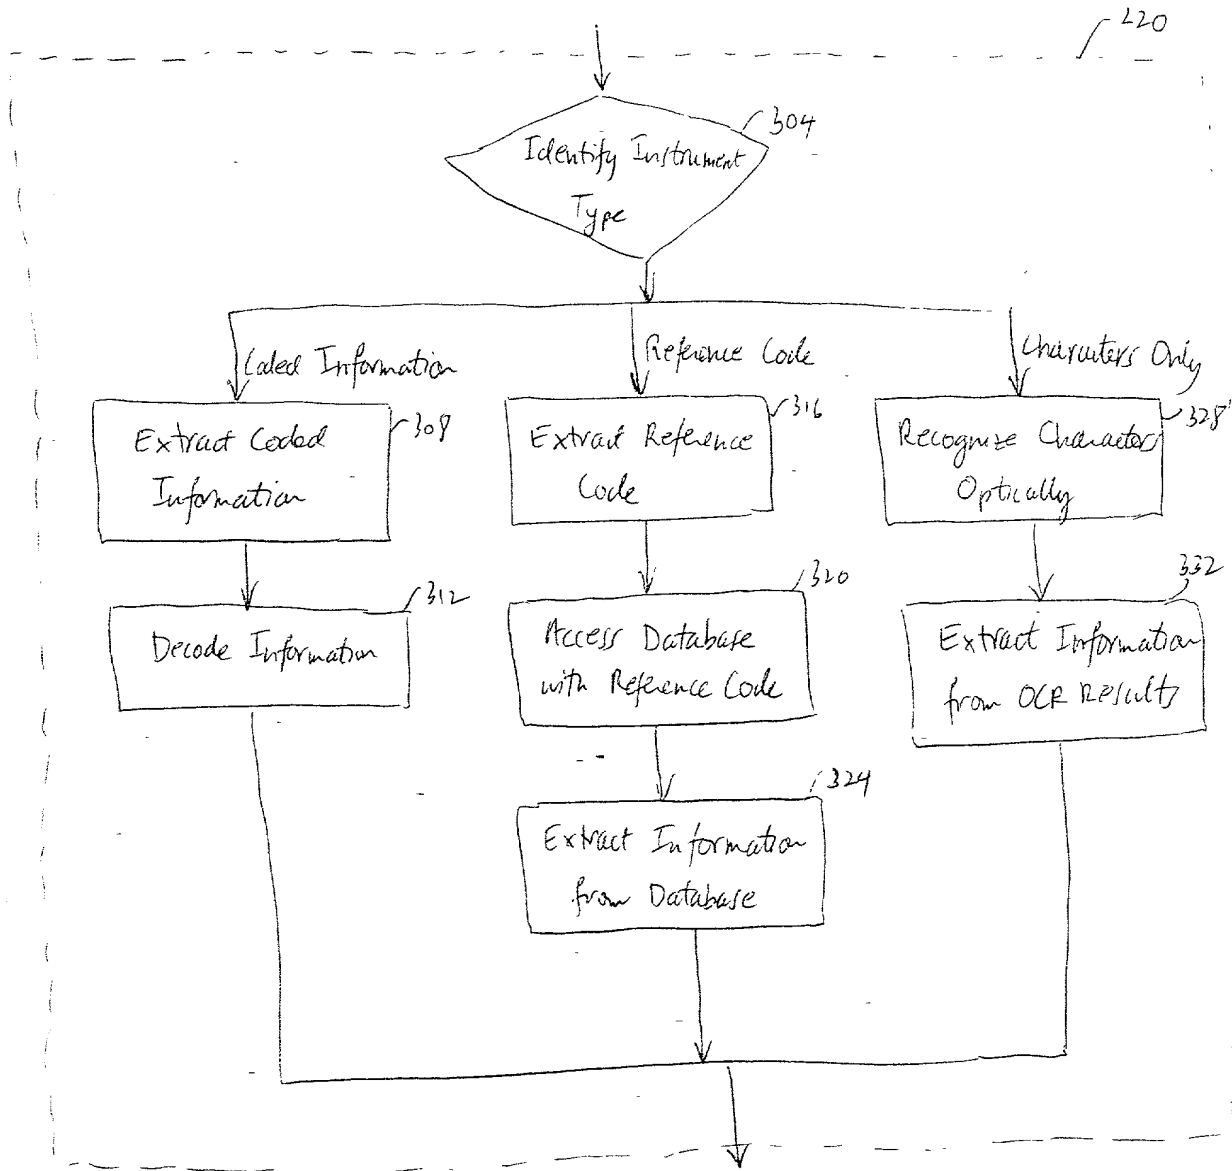 220
304
Identify Instrument
Type
Coded Information
Reference Code
Characters Only
308
Extract Coded
Information
316
Extract Reference
Code
328
Recognize Characters
Optically
312
Decode Information
320
Access Database
with Reference Code
332
Extract Information
from OCR Results
324
Extract Information
from Database